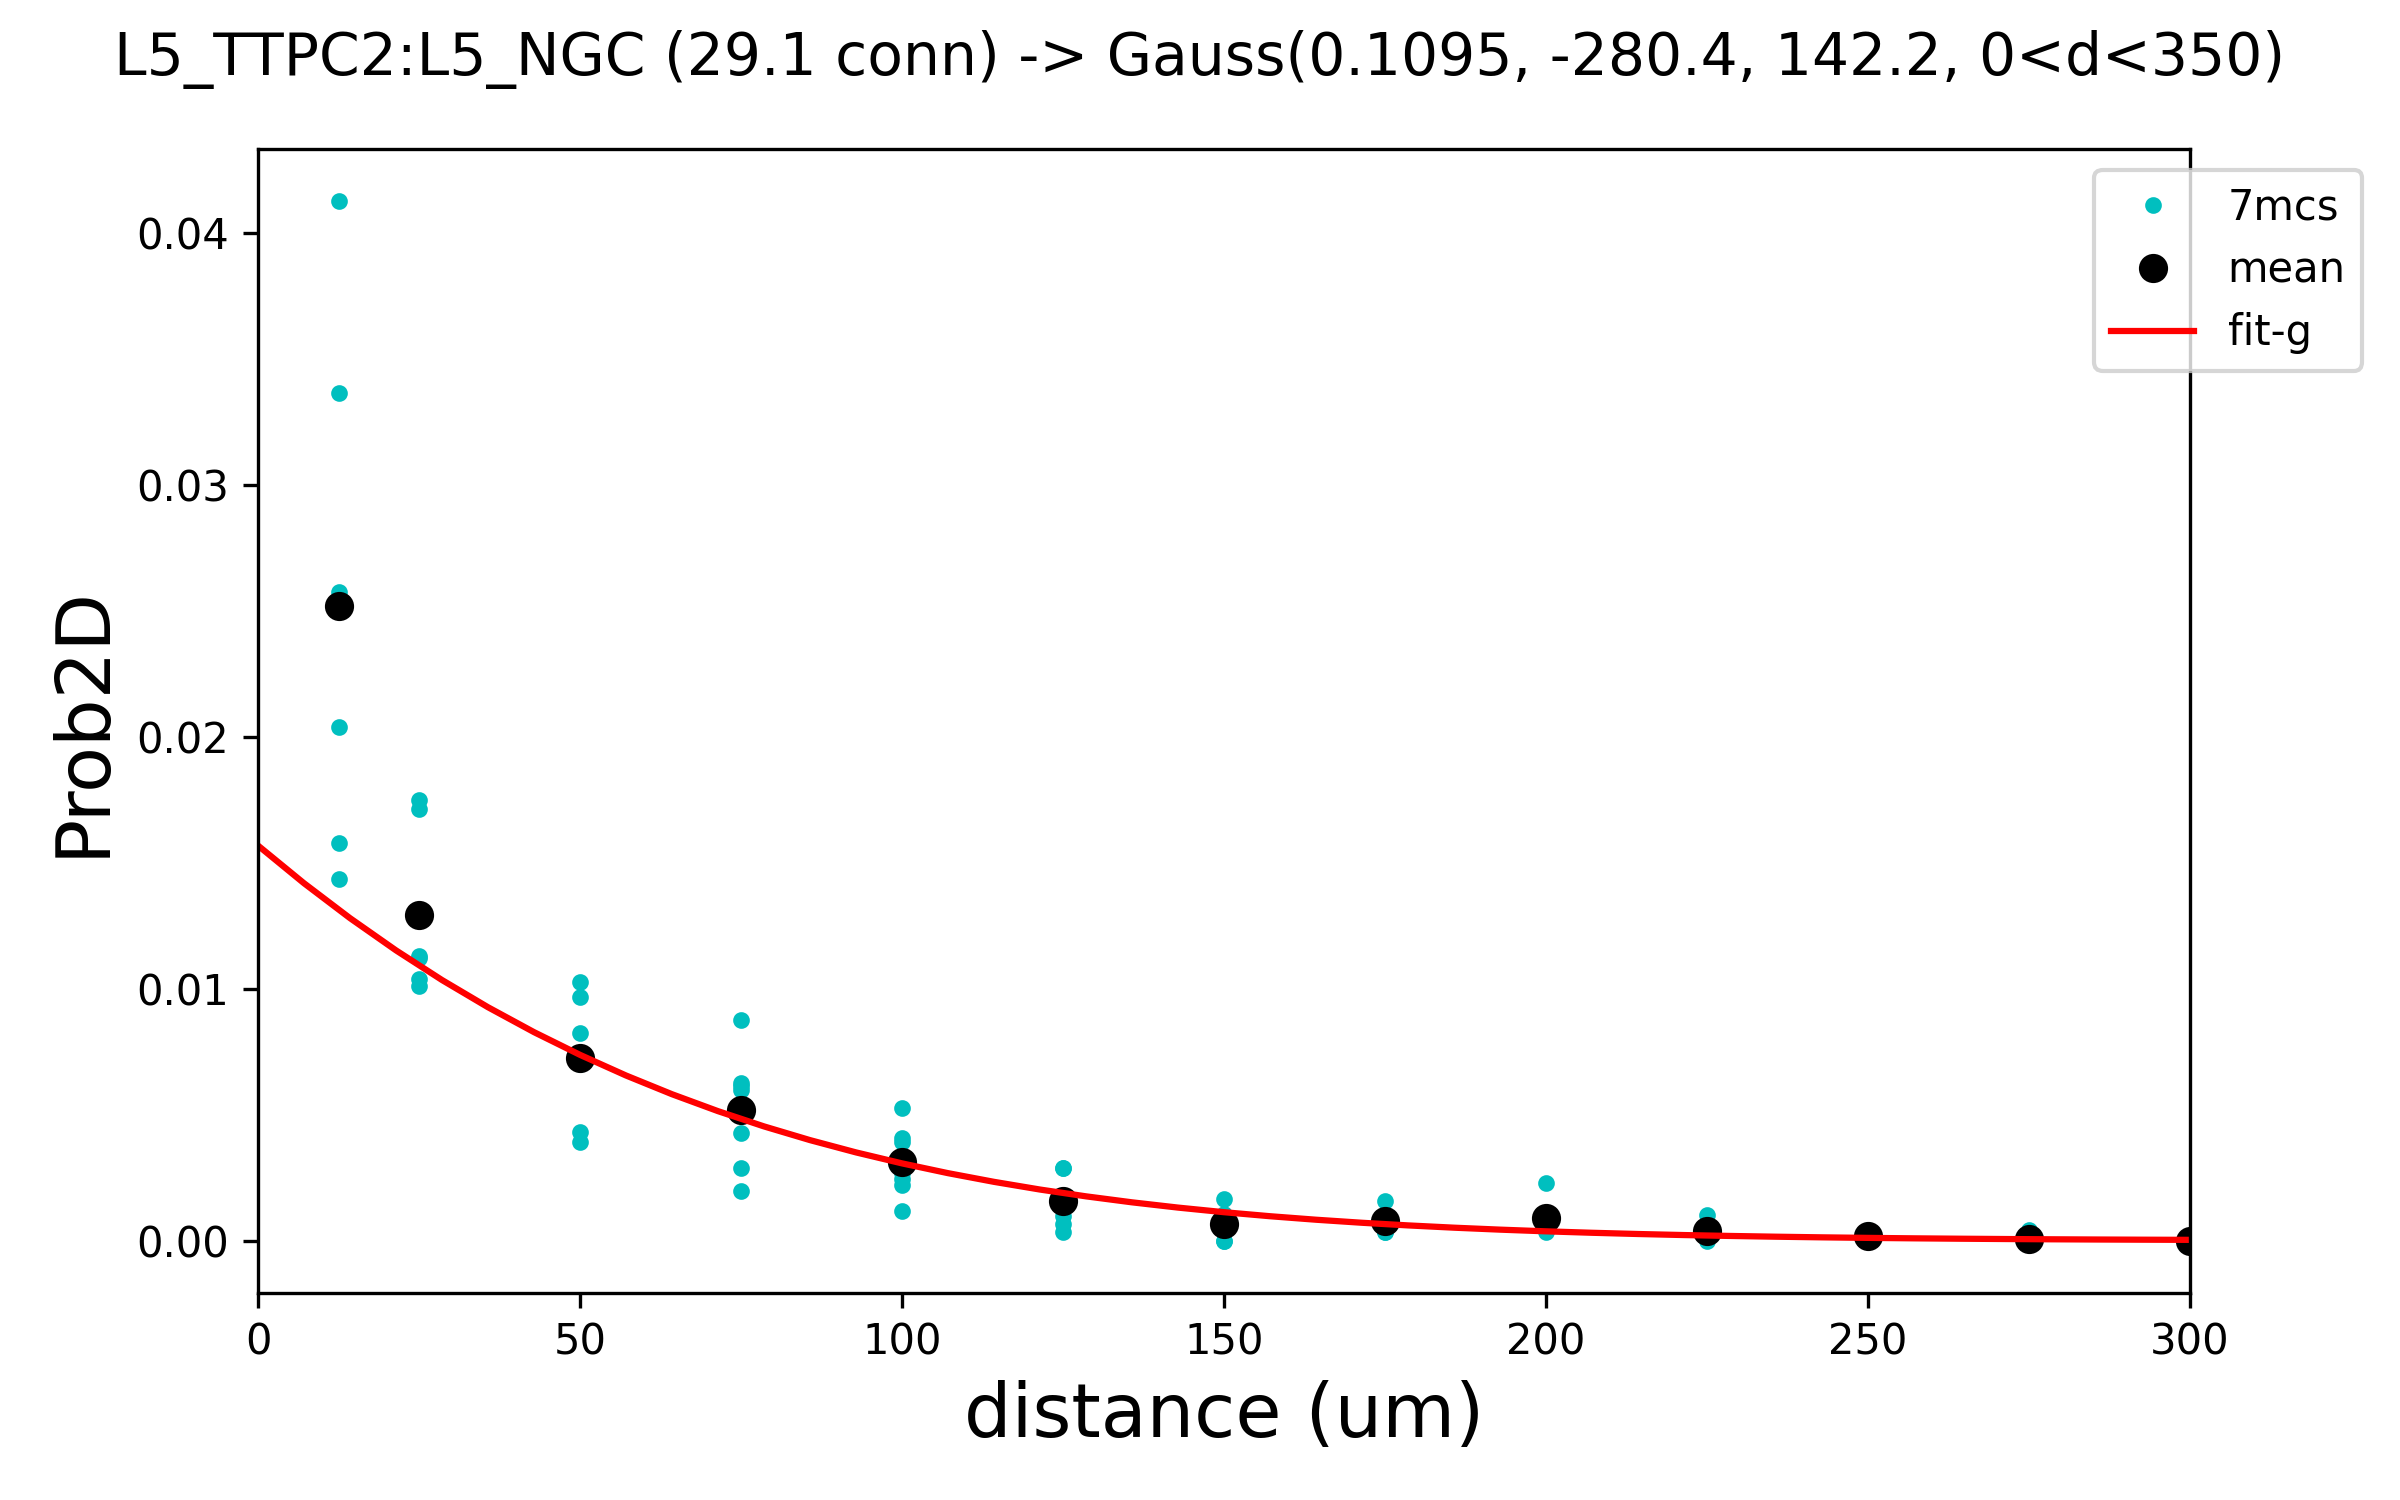 L5_TTPC2:L5_NGC (29.1 conn) -> Gauss(0.1095, -280.4, 142.2, 0<d<350)
7mcs
mean
fit-g
0.04
0.03
0.02
0.01
0.00
Prob2D
0 50 100 150 200 250 300
distance (um)